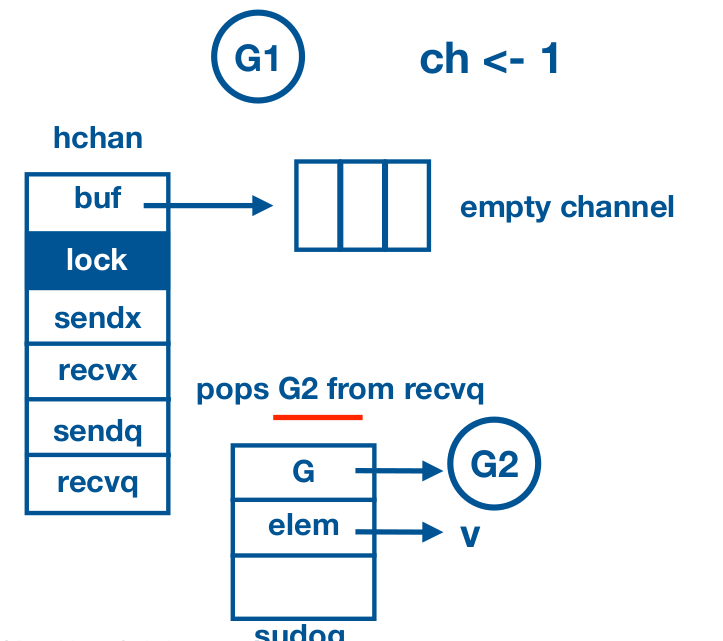 G1
ch <- 1
hchan
buf
empty channel
lock
sendx
recvx
pops G2 from recvq
sendq
G
G2
recvq
elem
v
sudog